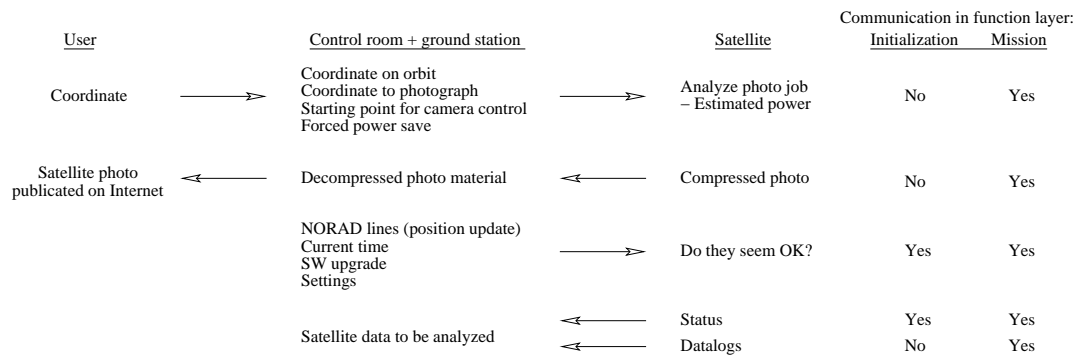 Communication in function layer:
User Control room + ground station Satellite Initialization Mission
Coordinate on orbit
Coordinate to photograph
Starting point for camera control
Forced power save
Coordinate
Analyze photo job
– Estimated power
No Yes
Satellite photo
publicated on Internet
Decompressed photo material
Compressed photo
No Yes
NORAD lines (position update)
Current time
SW upgrade
Settings
Do they seem OK?
Yes Yes
Satellite data to be analyzed
Status
Yes Yes
Datalogs
No Yes